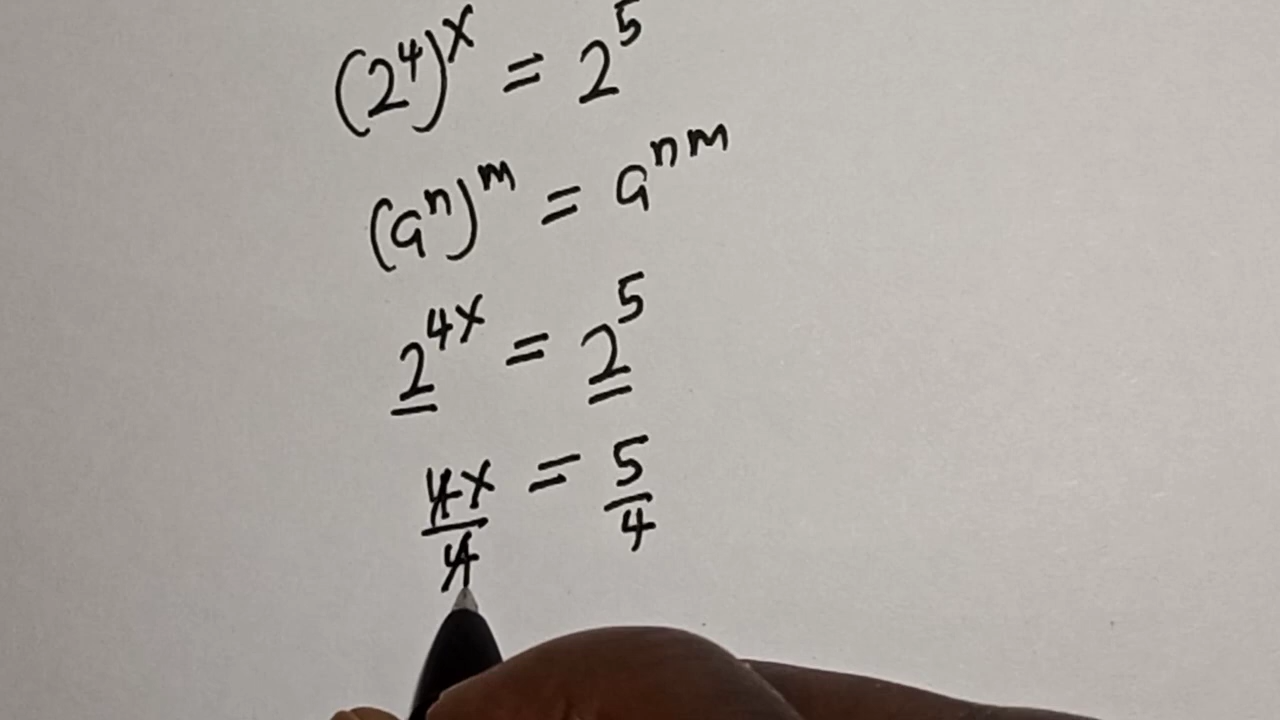 (2⁴)ˣ = 2⁵
(aⁿ)ᵐ = aⁿᵐ
2⁴ˣ = 2⁵
4x/4 = 5/4